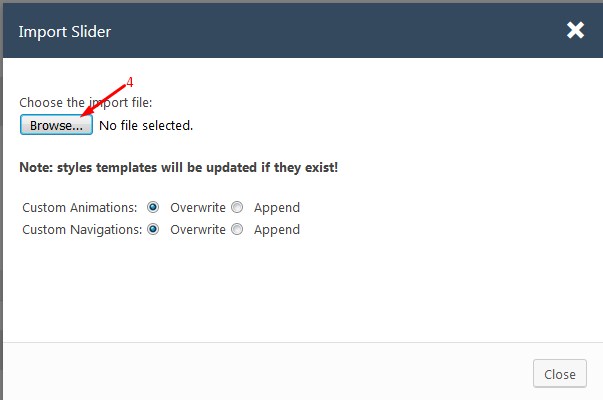 Import Slider
4
Choose the import file:
Browse... No file selected.
Note: styles templates will be updated if they exist!
Custom Animations: Overwrite Append
Custom Navigations: Overwrite Append
Close